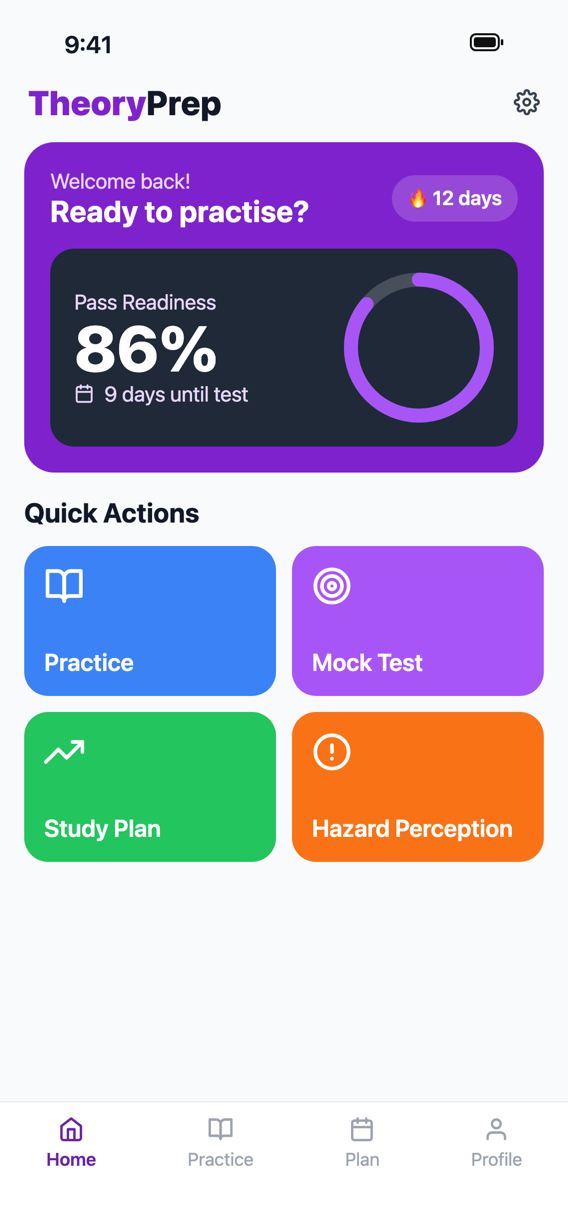 9:41
TheoryPrep
Welcome back!
Ready to practise?
🔥 12 days
Pass Readiness
86%
9 days until test
Quick Actions
Practice
Mock Test
Study Plan
Hazard Perception
Home
Practice
Plan
Profile